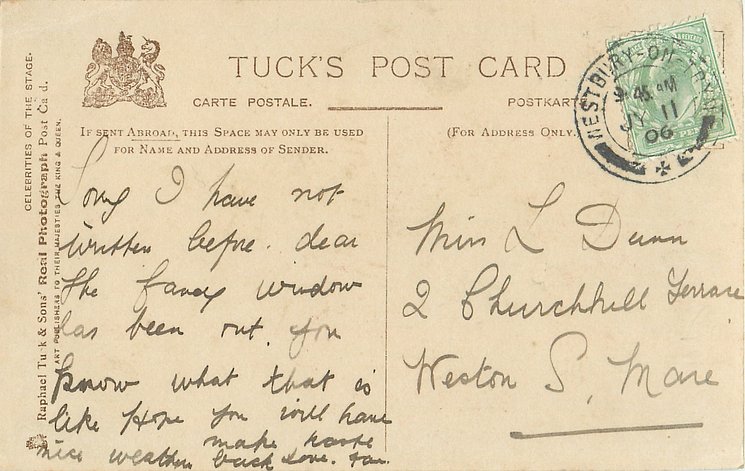 CELEBRITIES OF THE STAGE.
Raphael Tuck & Sons' Real Photograph Post Card.
ART PUBLISHERS TO THEIR MAJESTIES THE KING & QUEEN.
TUCK'S POST CARD
CARTE POSTALE.
POSTKARTE
IF SENT ABROAD, THIS SPACE MAY ONLY BE USED
FOR NAME AND ADDRESS OF SENDER.
(FOR ADDRESS ONLY.
WESTBURY-ON-
9 45 AM
JY 11
06
Sorry I have not
written before. dear
the fancy window
has been out. you
know what that is
like Hope you will have
nice weather make haste
back Love.
Miss L Dunn
2 Churchhill Terrace
Weston S. Mare